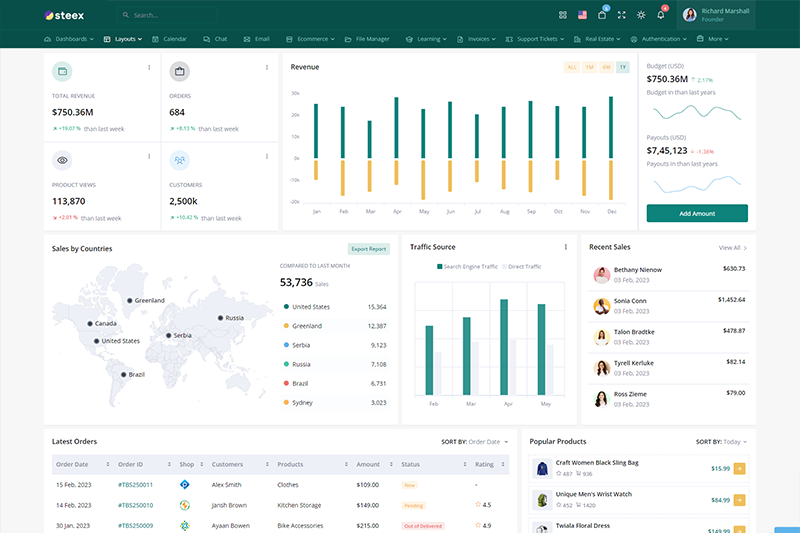 steex
Search...
5
4
Richard Marshall
Founder
Dashboards
Layouts
Calendar
Chat
Email
Ecommerce
File Manager
Learning
Invoices
Support Tickets
Real Estate
Authentication
More
TOTAL REVENUE
$750.36M
+19.07 % than last week
ORDERS
684
+8.13 % than last week
PRODUCT VIEWS
113,870
+2.01 % than last week
CUSTOMERS
2,500k
+10.42 % than last week
Revenue
ALL 1M 6M 1Y
30k
20k
10k
0k
-10k
-20k
Jan Feb Mar Apr May Jun Jul Aug Sep Oct Nov Dec
Budget (USD)
$750.36M 2.17%
Budget in than last years
Payouts (USD)
$7,45,123 -1.36%
Payouts in than last years
Add Amount
Sales by Countries
Export Report
Greenland
Canada
United States
Russia
Serbia
Brazil
COMPARED TO LAST MONTH
53,736 Sales
United States 15,364
Greenland 12,387
Serbia 9,123
Russia 7,108
Brazil 6,731
Sydney 3,023
Traffic Source
Search Engine Traffic Direct Traffic
Feb Mar Apr May
Recent Sales
View All
Bethany Nienow $630.73
03 Feb, 2023
Sonia Conn $1,452.64
03 Feb, 2023
Talon Bradtke $478.87
03 Feb, 2023
Tyrell Kerluke $82.14
03 Feb, 2023
Ross Zieme $79.00
03 Feb, 2023
Latest Orders
SORT BY: Order Date
Order Date Order ID Shop Customers Products Amount Status Rating
15 Feb, 2023 #TBS250011 Alex Smith Clothes $109.00 New -
14 Feb, 2023 #TBS250010 Jansh Brown Kitchen Storage $149.00 Pending 4.5
30 Jan, 2023 #TBS250009 Ayaan Bowen Bike Accessories $215.00 Out of Delivered 4.9
Popular Products
SORT BY: Today
Craft Women Black Sling Bag
487 936
$15.99
Unique Men's Wrist Watch
452 1420
$84.99
Twiala Floral Dress
$149.99